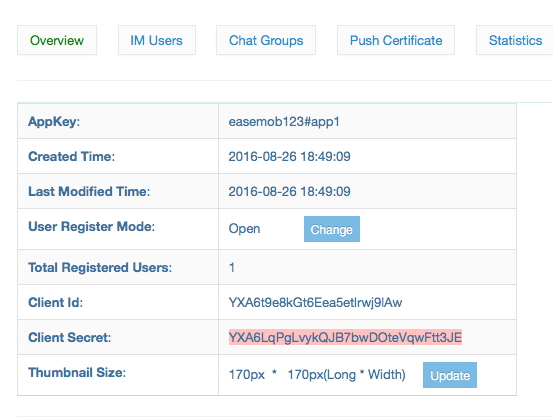 Overview IM Users Chat Groups Push Certificate Statistics
AppKey: easemob123#app1
Created Time: 2016-08-26 18:49:09
Last Modified Time: 2016-08-26 18:49:09
User Register Mode: Open Change
Total Registered Users: 1
Client Id: YXA6t9e8kGt6Eea5etIrwj9IAw
Client Secret: YXA6LqPgLvykQJB7bwDOteVqwFtt3JE
Thumbnail Size: 170px * 170px(Long * Width) Update